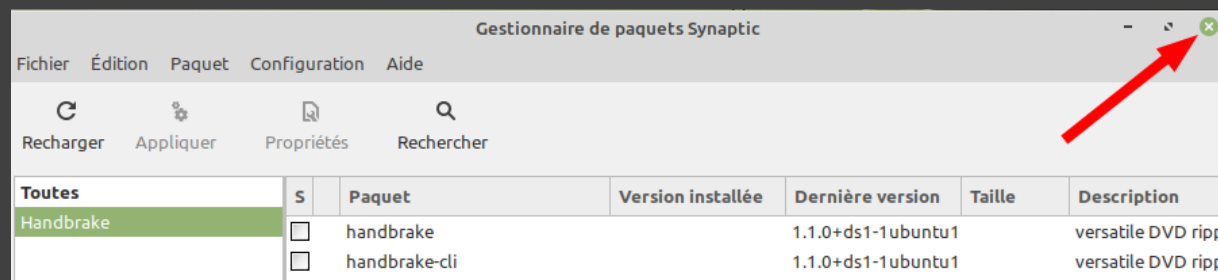 Gestionnaire de paquets Synaptic
Fichier Édition Paquet Configuration Aide
Recharger Appliquer Propriétés Rechercher
Toutes S Paquet Version installée Dernière version Taille Description
Handbrake
handbrake 1.1.0+ds1-1ubuntu1 versatile DVD ripp
handbrake-cli 1.1.0+ds1-1ubuntu1 versatile DVD ripp